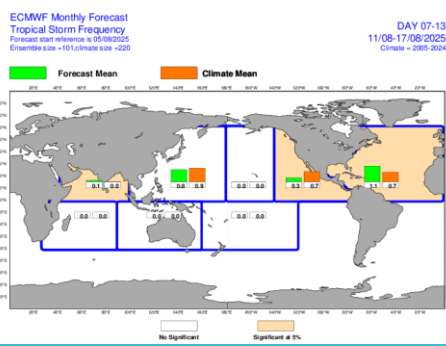 ECMWF Monthly Forecast
Tropical Storm Frequency
Forecast start reference is 05/08/2025
Ensemble size =101,climate size =220
DAY 07-13
11/08-17/08/2025
Climate = 2005-2024
Forecast Mean
Climate Mean
0.1 0.0
0.8 0.9
0.0 0.0
0.3 0.7
1.1 0.7
0.0 0.0
0.0 0.0
0.0 0.0
No Significant
Significant at 5%